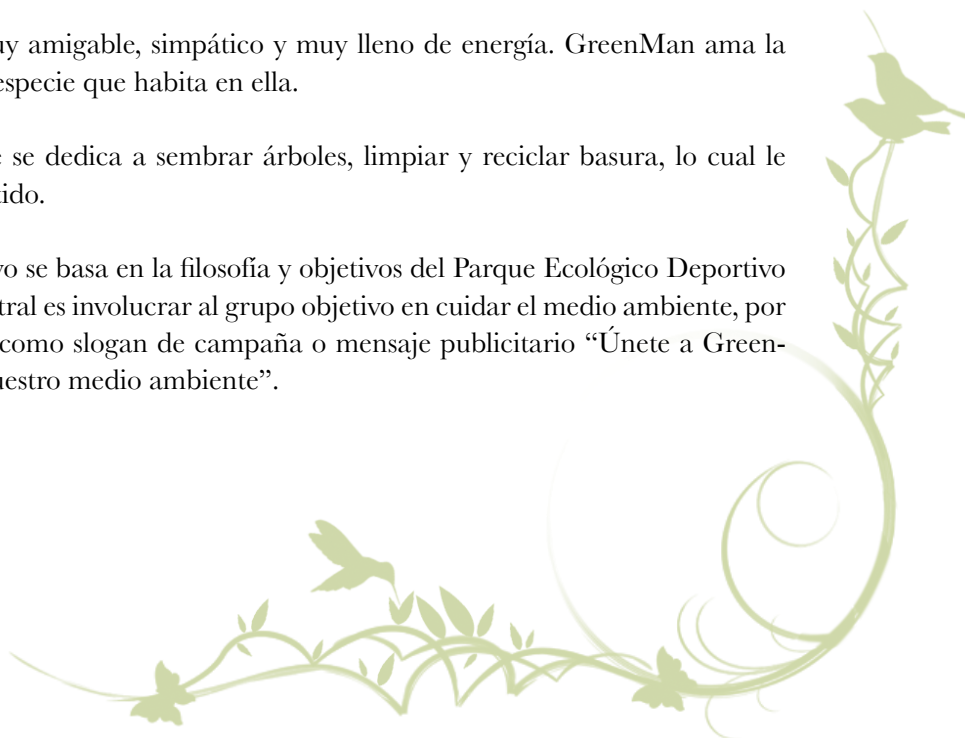 uy amigable, simpático y muy lleno de energía. GreenMan ama la
especie que habita en ella.
e se dedica a sembrar árboles, limpiar y reciclar basura, lo cual le
tido.
vo se basa en la filosofía y objetivos del Parque Ecológico Deportivo
tral es involucrar al grupo objetivo en cuidar el medio ambiente, por
como slogan de campaña o mensaje publicitario “Únete a Green-
uestro medio ambiente”.